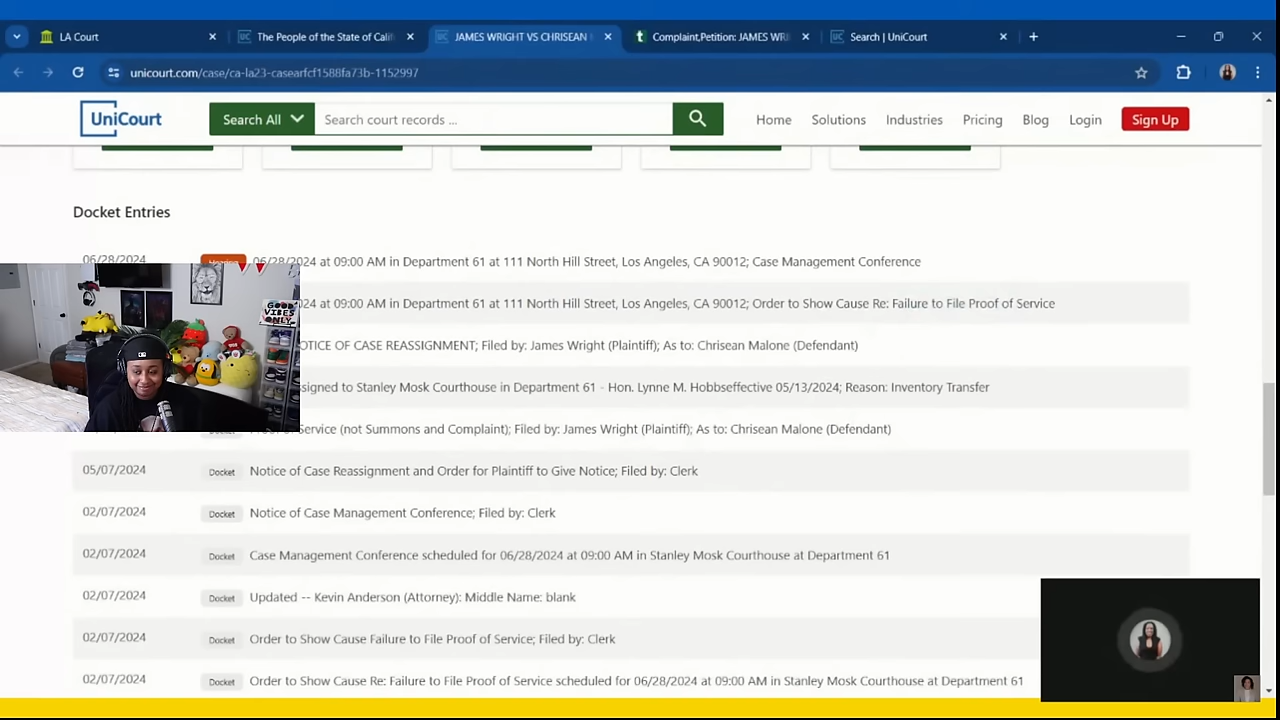 LA Court
The People of the State of Calif
JAMES WRIGHT VS CHRISEAN
Complaint,Petition: JAMES WRI
Search | UniCourt
unicourt.com/case/ca-la23-casearfcf1588fa73b-1152997
UniCourt
Search All
Search court records ...
Home
Solutions
Industries
Pricing
Blog
Login
Sign Up
Docket Entries
06/28/2024 Hearing 06/28/2024 at 09:00 AM in Department 61 at 111 North Hill Street, Los Angeles, CA 90012; Case Management Conference
24 at 09:00 AM in Department 61 at 111 North Hill Street, Los Angeles, CA 90012; Order to Show Cause Re: Failure to File Proof of Service
OTICE OF CASE REASSIGNMENT; Filed by: James Wright (Plaintiff); As to: Chrisean Malone (Defendant)
signed to Stanley Mosk Courthouse in Department 61 - Hon. Lynne M. Hobbseffective 05/13/2024; Reason: Inventory Transfer
Service (not Summons and Complaint); Filed by: James Wright (Plaintiff); As to: Chrisean Malone (Defendant)
05/07/2024 Docket Notice of Case Reassignment and Order for Plaintiff to Give Notice; Filed by: Clerk
02/07/2024 Docket Notice of Case Management Conference; Filed by: Clerk
02/07/2024 Docket Case Management Conference scheduled for 06/28/2024 at 09:00 AM in Stanley Mosk Courthouse at Department 61
02/07/2024 Docket Updated -- Kevin Anderson (Attorney): Middle Name: blank
02/07/2024 Docket Order to Show Cause Failure to File Proof of Service; Filed by: Clerk
02/07/2024 Docket Order to Show Cause Re: Failure to File Proof of Service scheduled for 06/28/2024 at 09:00 AM in Stanley Mosk Courthouse at Department 61
GOOD
VIBES
ONLY